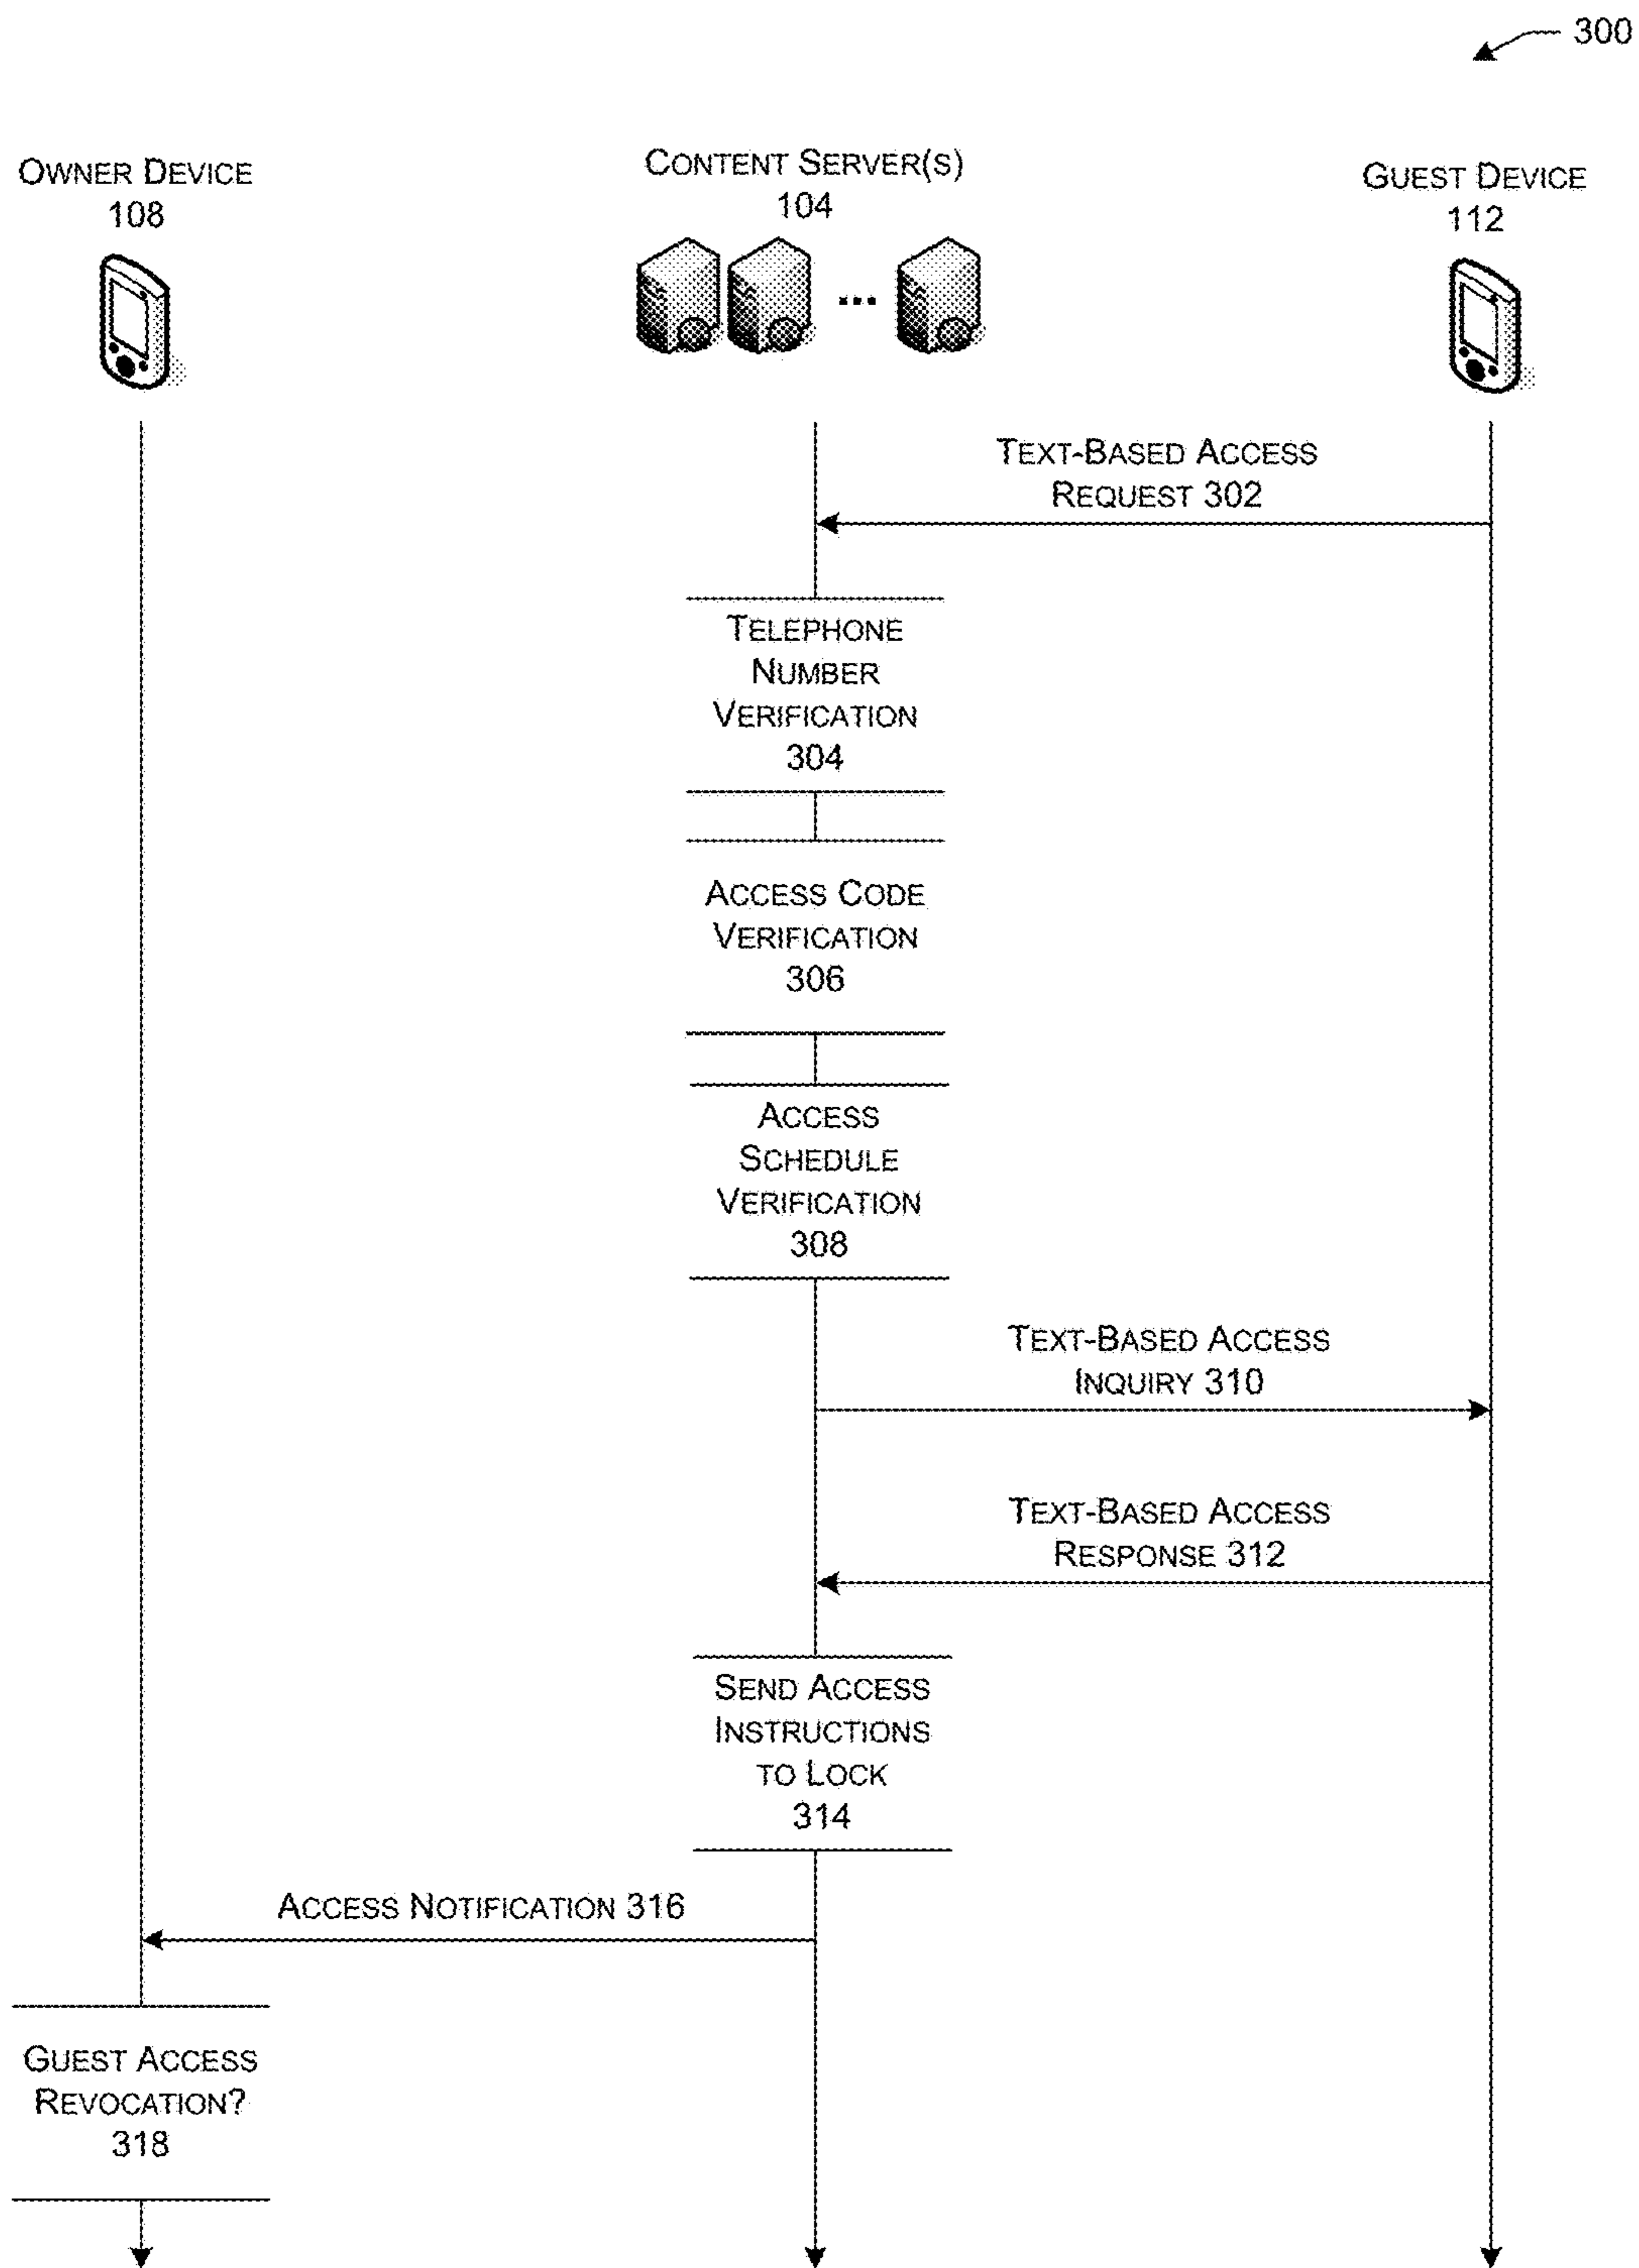 300
OWNER DEVICE
108
CONTENT SERVER(S)
104
GUEST DEVICE
112
TEXT-BASED ACCESS
REQUEST 302
TELEPHONE
NUMBER
VERIFICATION
304
ACCESS CODE
VERIFICATION
306
ACCESS
SCHEDULE
VERIFICATION
308
TEXT-BASED ACCESS
INQUIRY 310
TEXT-BASED ACCESS
RESPONSE 312
SEND ACCESS
INSTRUCTIONS
TO LOCK
314
ACCESS NOTIFICATION 316
GUEST ACCESS
REVOCATION?
318